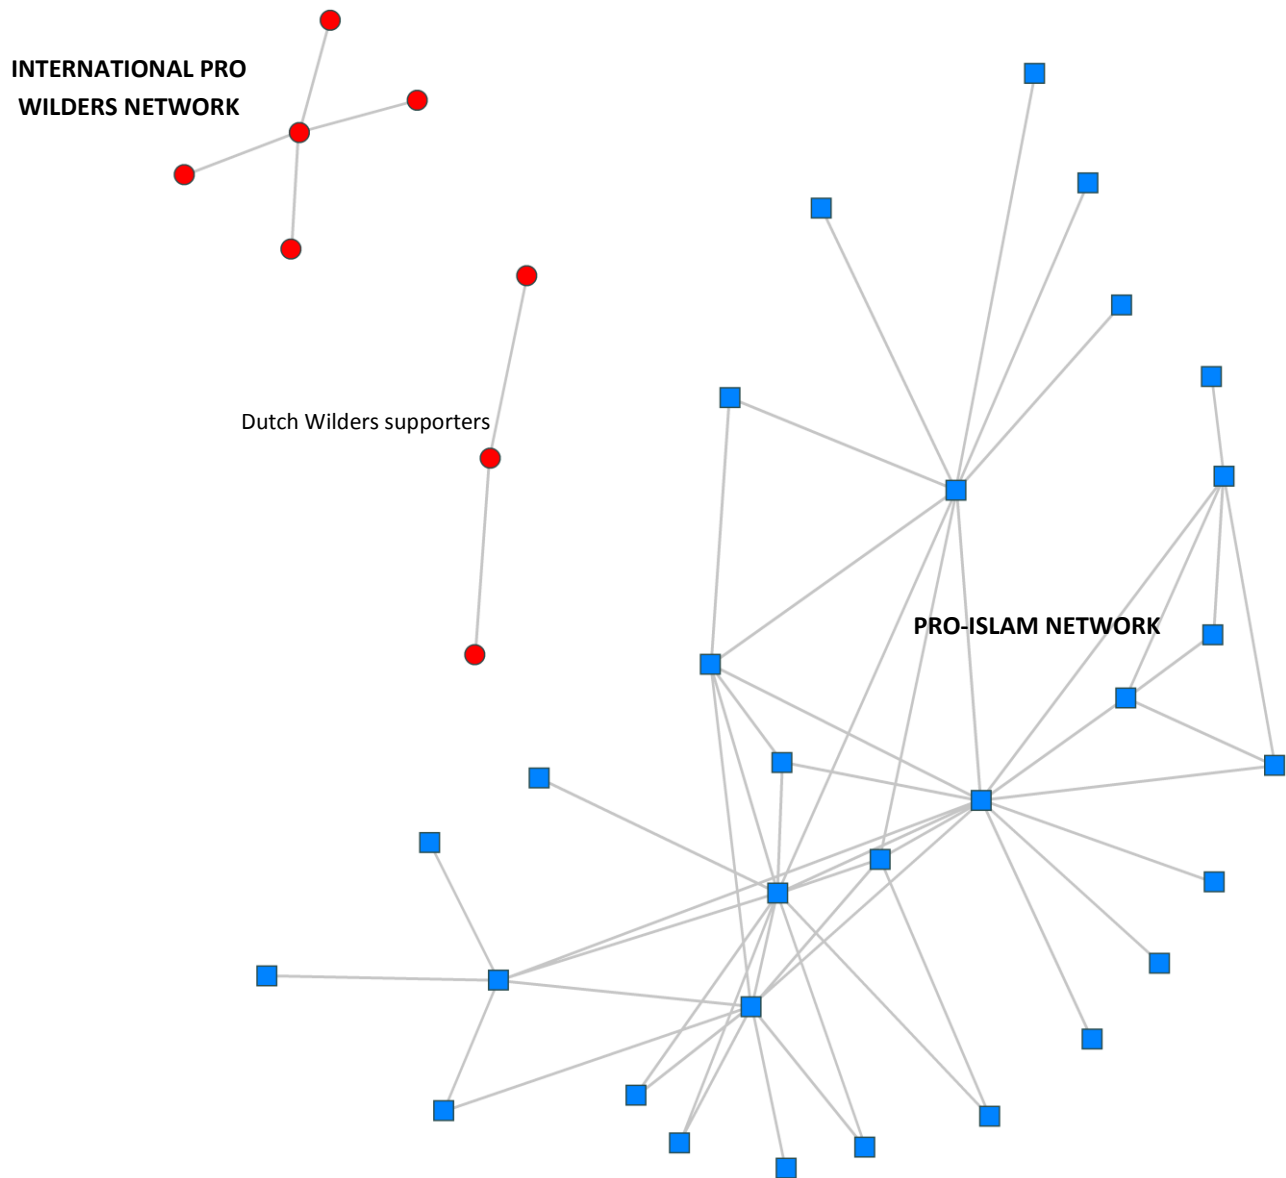 INTERNATIONAL PRO
WILDERS NETWORK
Dutch Wilders supporters
PRO-ISLAM NETWORK